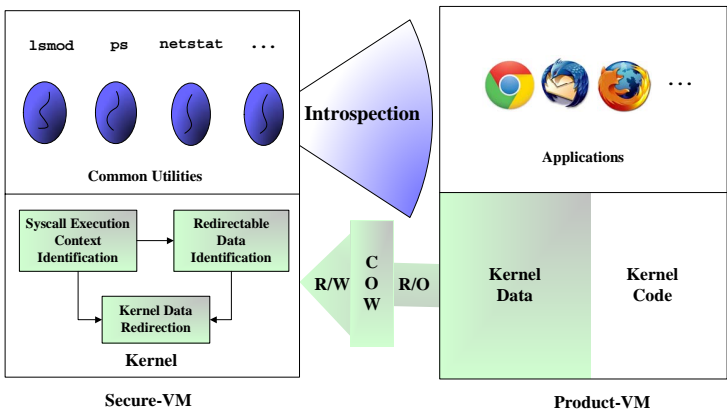 lsmod ps netstat ...
Common Utilities
Introspection
...
Applications
Syscall Execution
Context
Identification
Redirectable
Data
Identification
Kernel Data
Redirection
Kernel
R/W
C
O
W
R/O
Kernel
Data
Kernel
Code
Secure-VM
Product-VM